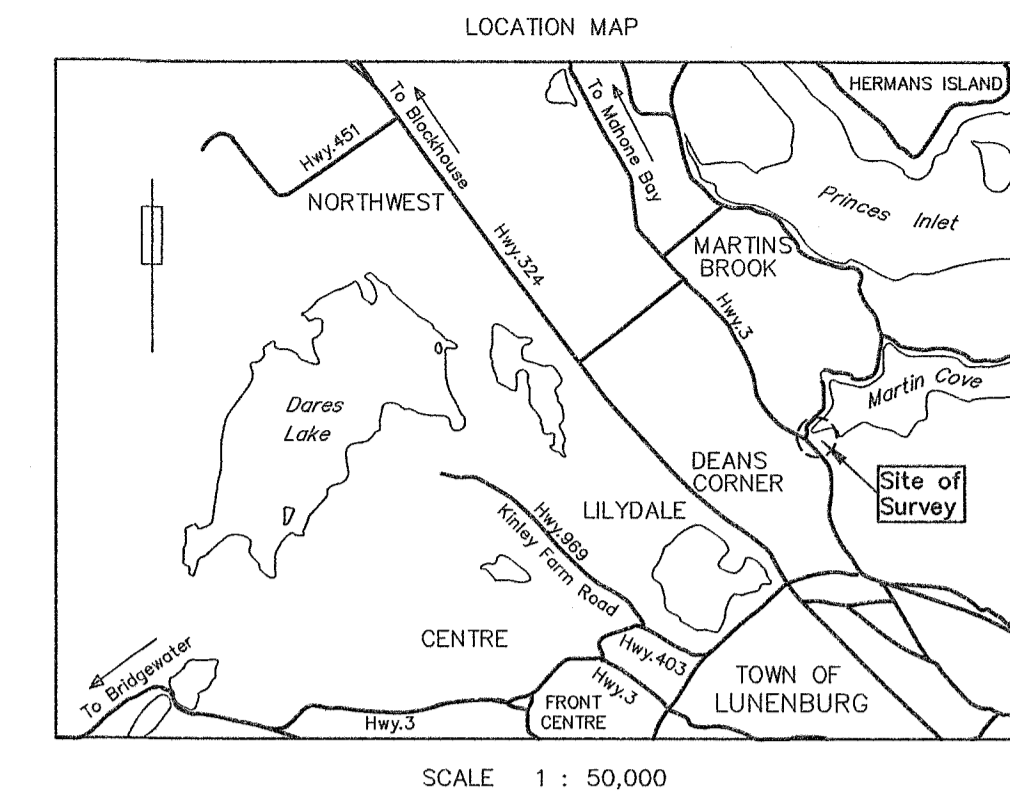 LOCATION MAP
HERMANS ISLAND
To Blockhouse
To Mahone Bay
Hwy.451
NORTHWEST
Princes Inlet
Hwy.324
MARTINS
BROOK
Hwy.3
Martin Cove
Dares
Lake
DEANS
CORNER
Site of
Survey
LILYDALE
Hwy.969
Kinley Farm Road
CENTRE
Hwy.403
To Bridgewater
Hwy.3
TOWN OF
LUNENBURG
FRONT
CENTRE
Hwy.3
SCALE 1 : 50,000